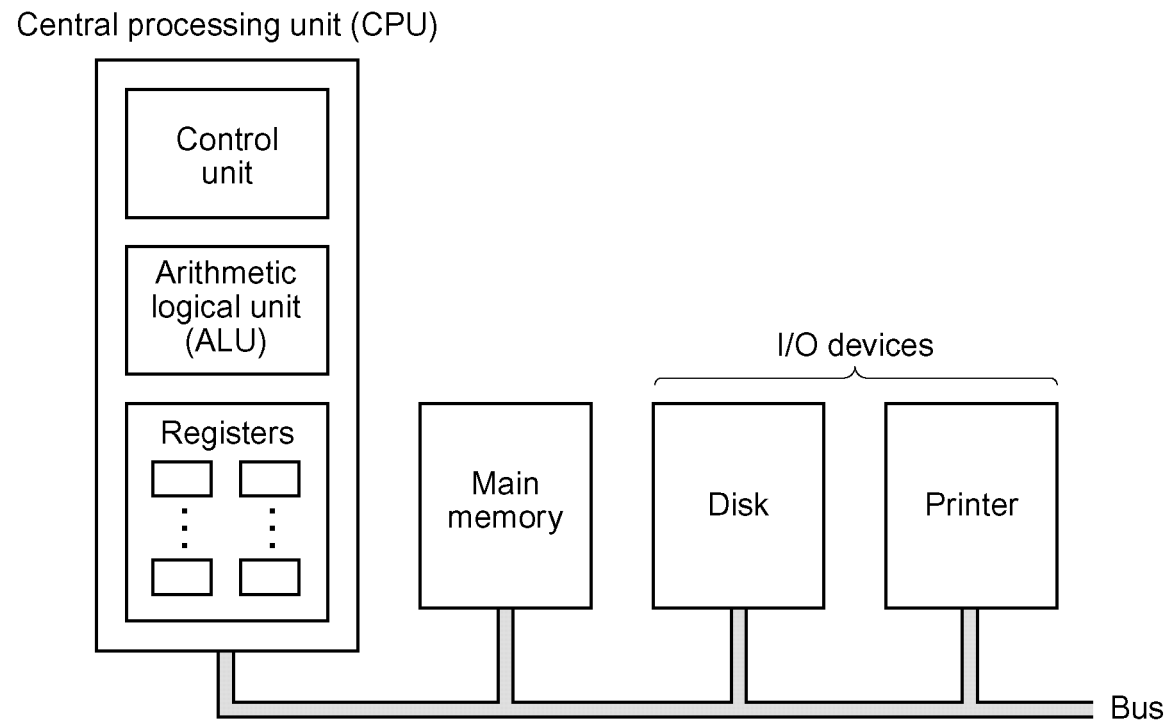 Central processing unit (CPU)
Control
unit
Arithmetic
logical unit
(ALU)
Registers
I/O devices
Main
memory
Disk
Printer
Bus